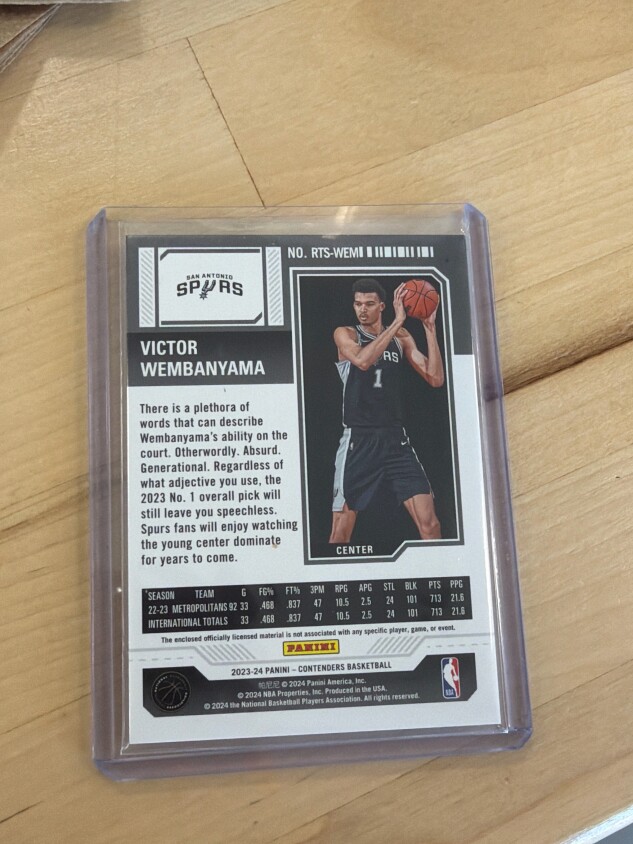 NO. RTS-WEM
SAN ANTONIO
SPURS
VICTOR
WEMBANYAMA
There is a plethora of
words that can describe
Wembanyama's ability on the
court. Otherwordly. Absurd.
Generational. Regardless of
what adjective you use, the
2023 No. 1 overall pick will
still leave you speechless.
Spurs fans will enjoy watching
the young center dominate
for years to come.
RS
1
CENTER
SEASON TEAM G FG% FT% 3PM RPG APG STL BLK PTS PPG
22-23 METROPOLITANS 92 33 .468 .837 47 10.5 2.5 24 101 713 21.6
INTERNATIONAL TOTALS 33 .468 .837 47 10.5 2.5 24 101 713 21.6
The enclosed officially licensed material is not associated with any specific player, game, or event.
PANINI
2023-24 PANINI – CONTENDERS BASKETBALL
帕尼尼 © 2024 Panini America, Inc.
© 2024 NBA Properties, Inc. Produced in the USA.
© 2024 the National Basketball Players Association. All rights reserved.
NBA